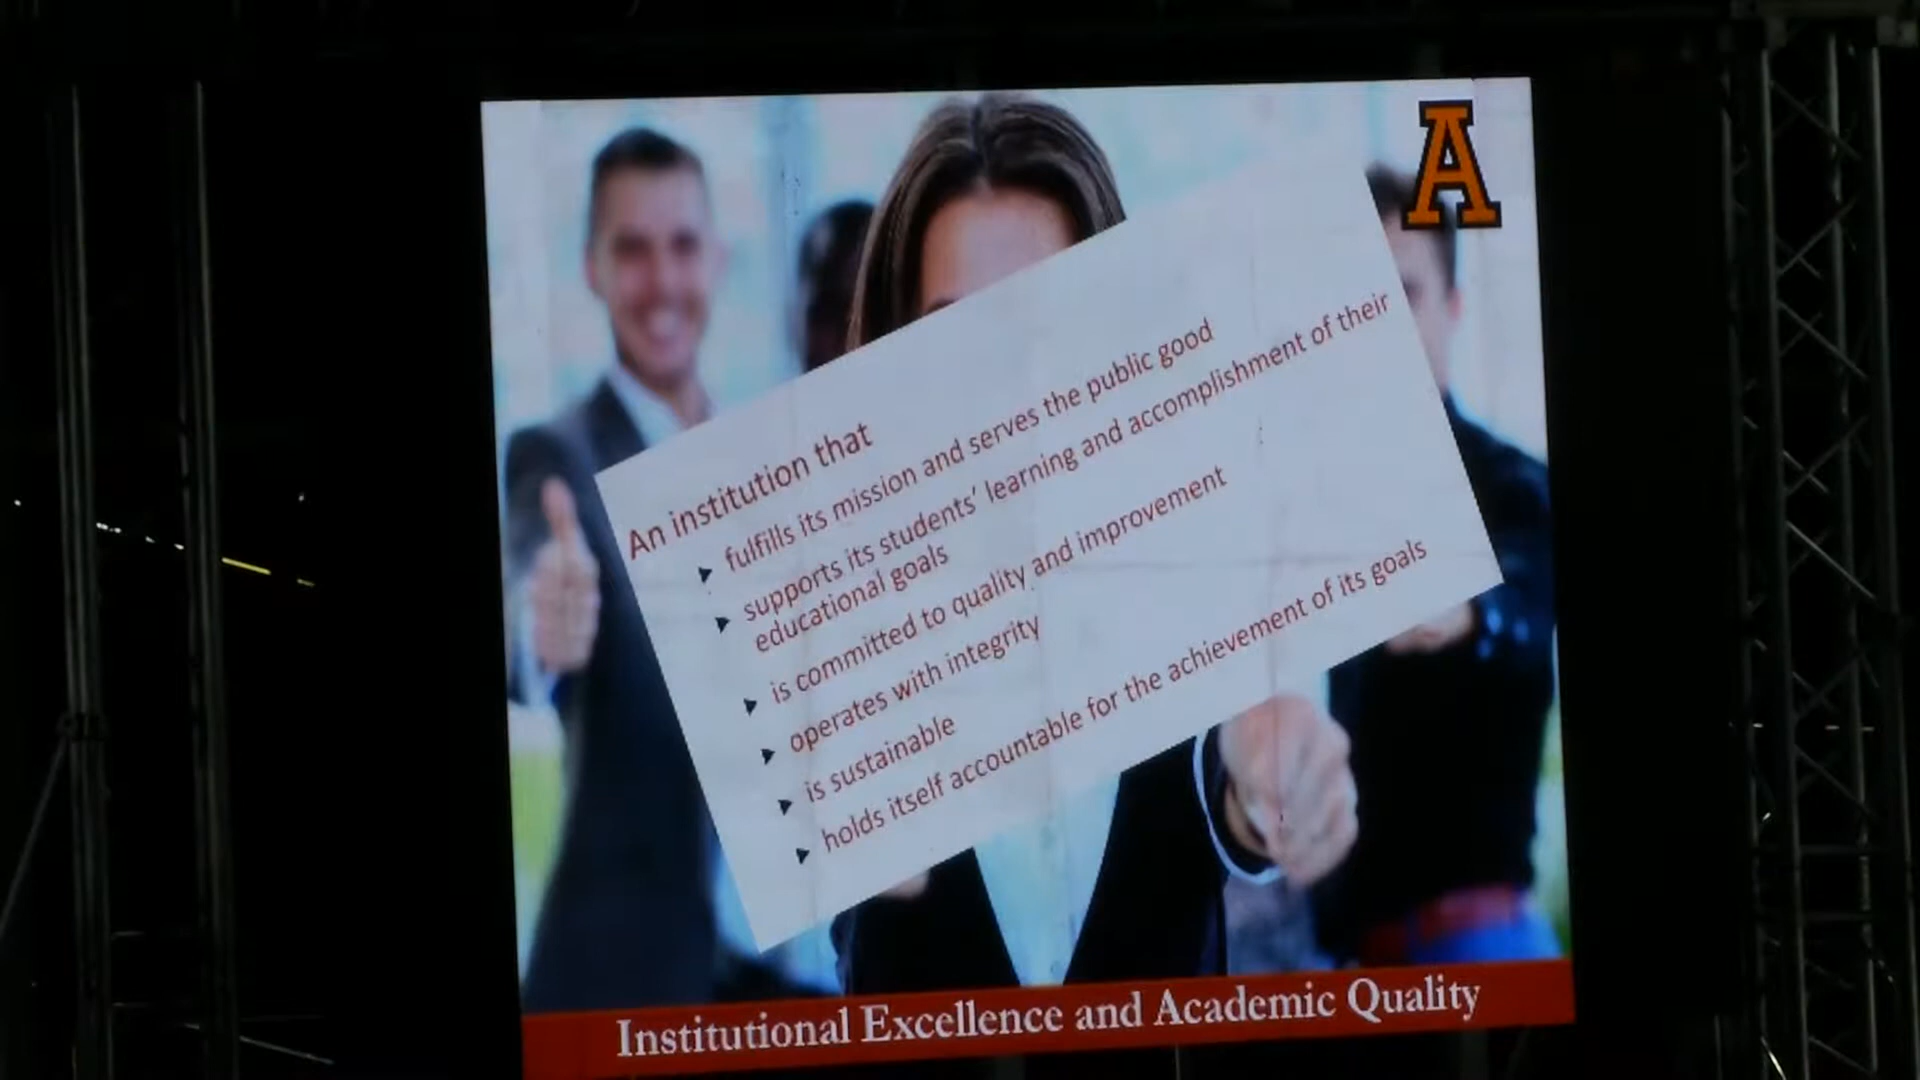 A
An institution that
fulfills its mission and serves the public good
supports its students' learning and accomplishment of their
educational goals
is committed to quality and improvement
operates with integrity
is sustainable
holds itself accountable for the achievement of its goals
Institutional Excellence and Academic Quality